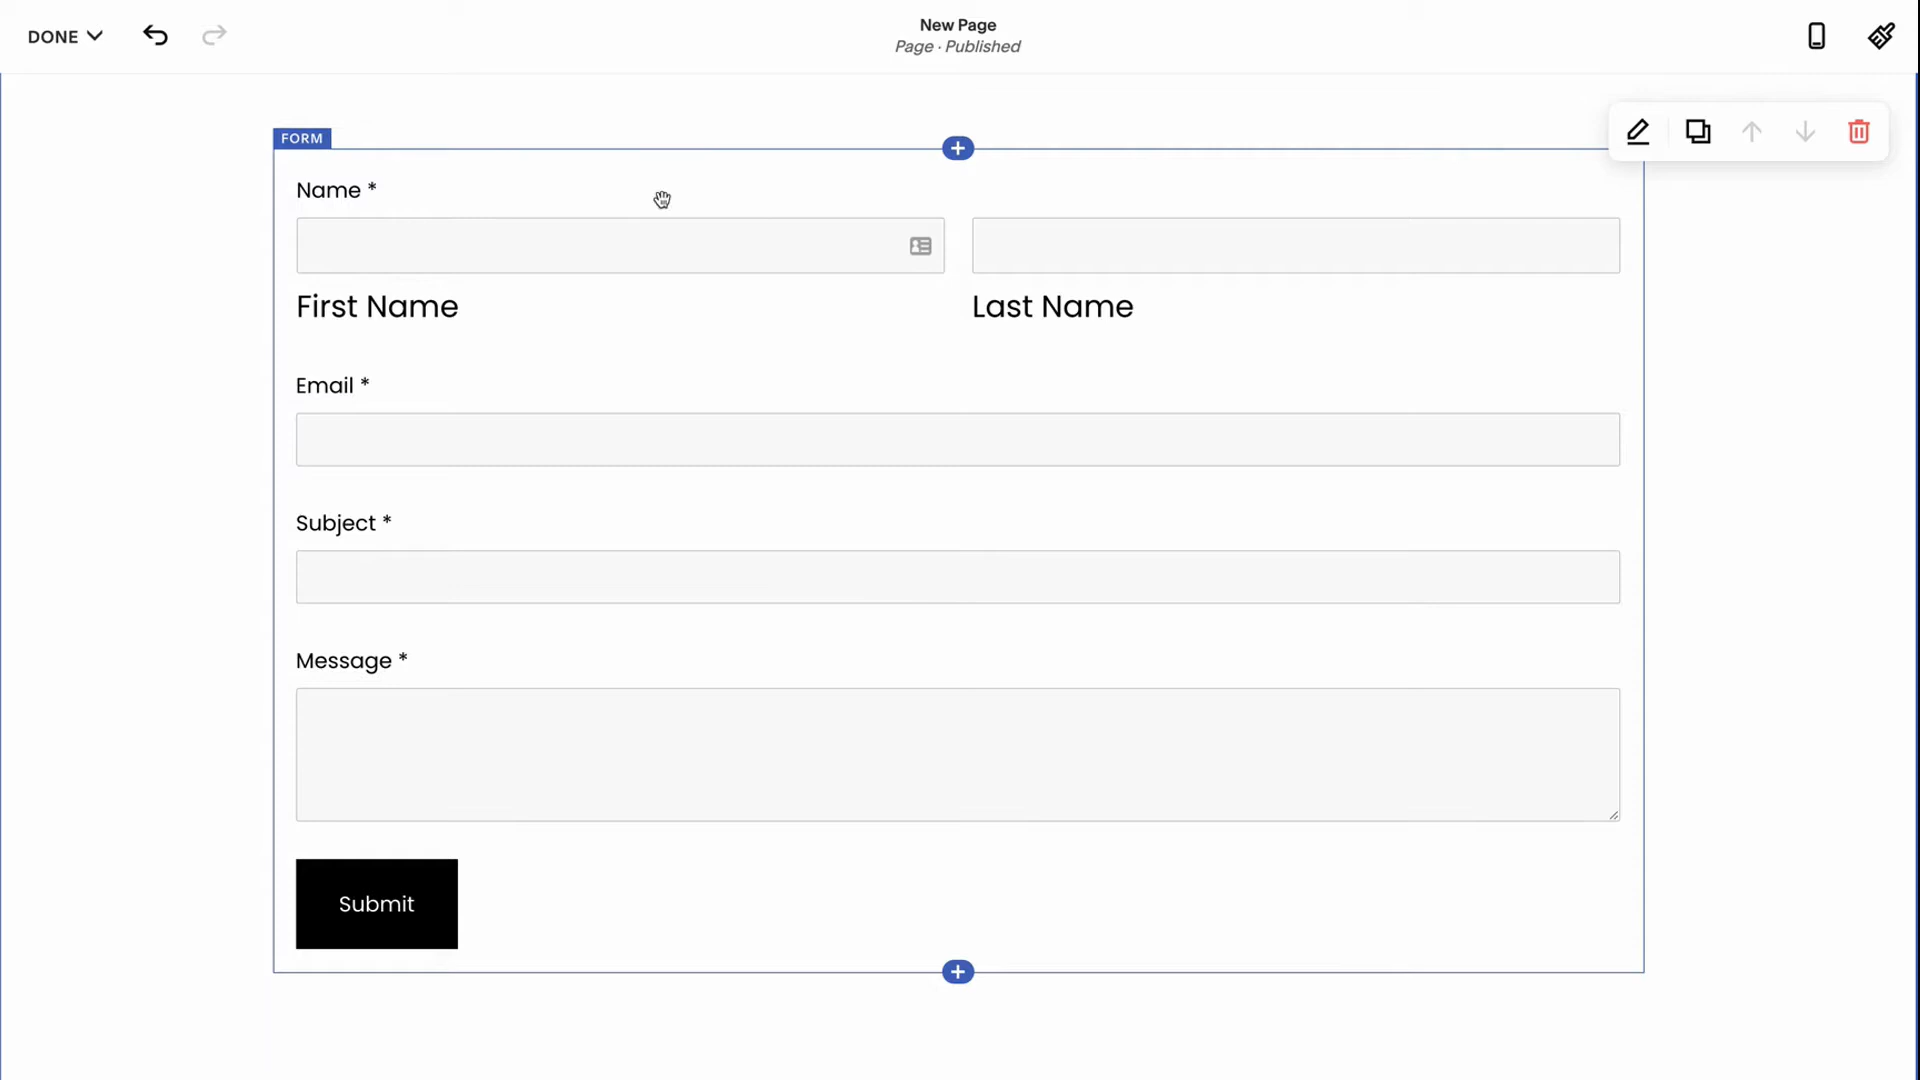 DONE
New Page
Page · Published
FORM
Name *
First Name
Last Name
Email *
Subject *
Message *
Submit